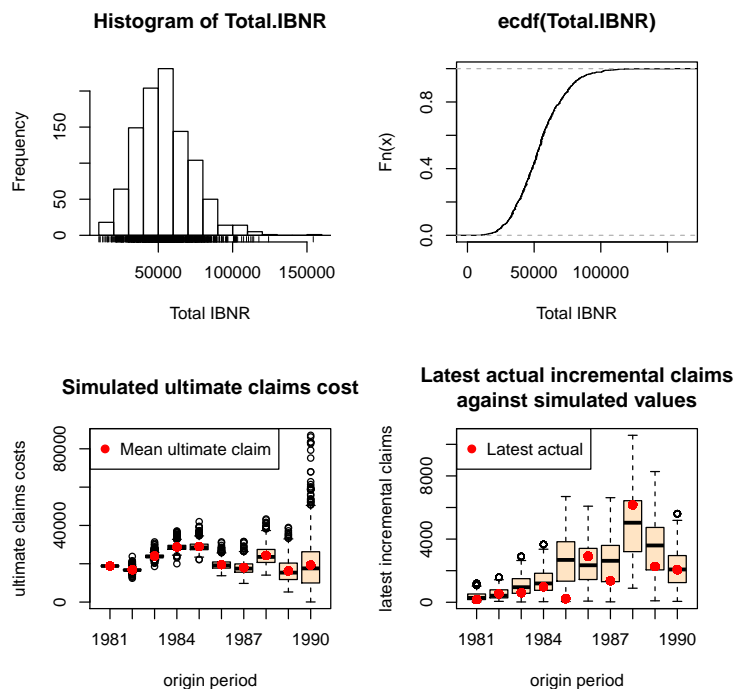 Histogram of Total.IBNR
Frequency
0
50
150
50000
100000
150000
Total IBNR
ecdf(Total.IBNR)
Fn(x)
0.0
0.4
0.8
0
50000
100000
Total IBNR
Simulated ultimate claims cost
ultimate claims costs
0
40000
80000
Mean ultimate claim
1981
1984
1987
1990
origin period
Latest actual incremental claims
against simulated values
latest incremental claims
0
4000
8000
Latest actual
1981
1984
1987
1990
origin period